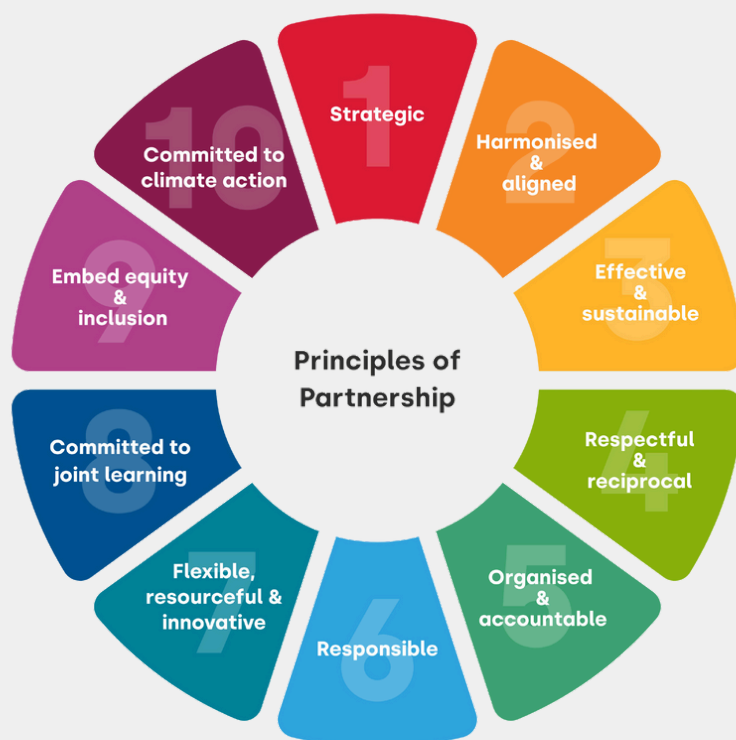 Principles of
Partnership
1
Strategic
2
Harmonised
&
aligned
3
Effective
&
sustainable
4
Respectful
&
reciprocal
5
Organised
&
accountable
6
Responsible
7
Flexible,
resourceful &
innovative
8
Committed to
joint learning
9
Embed equity
&
inclusion
10
Committed to
climate action